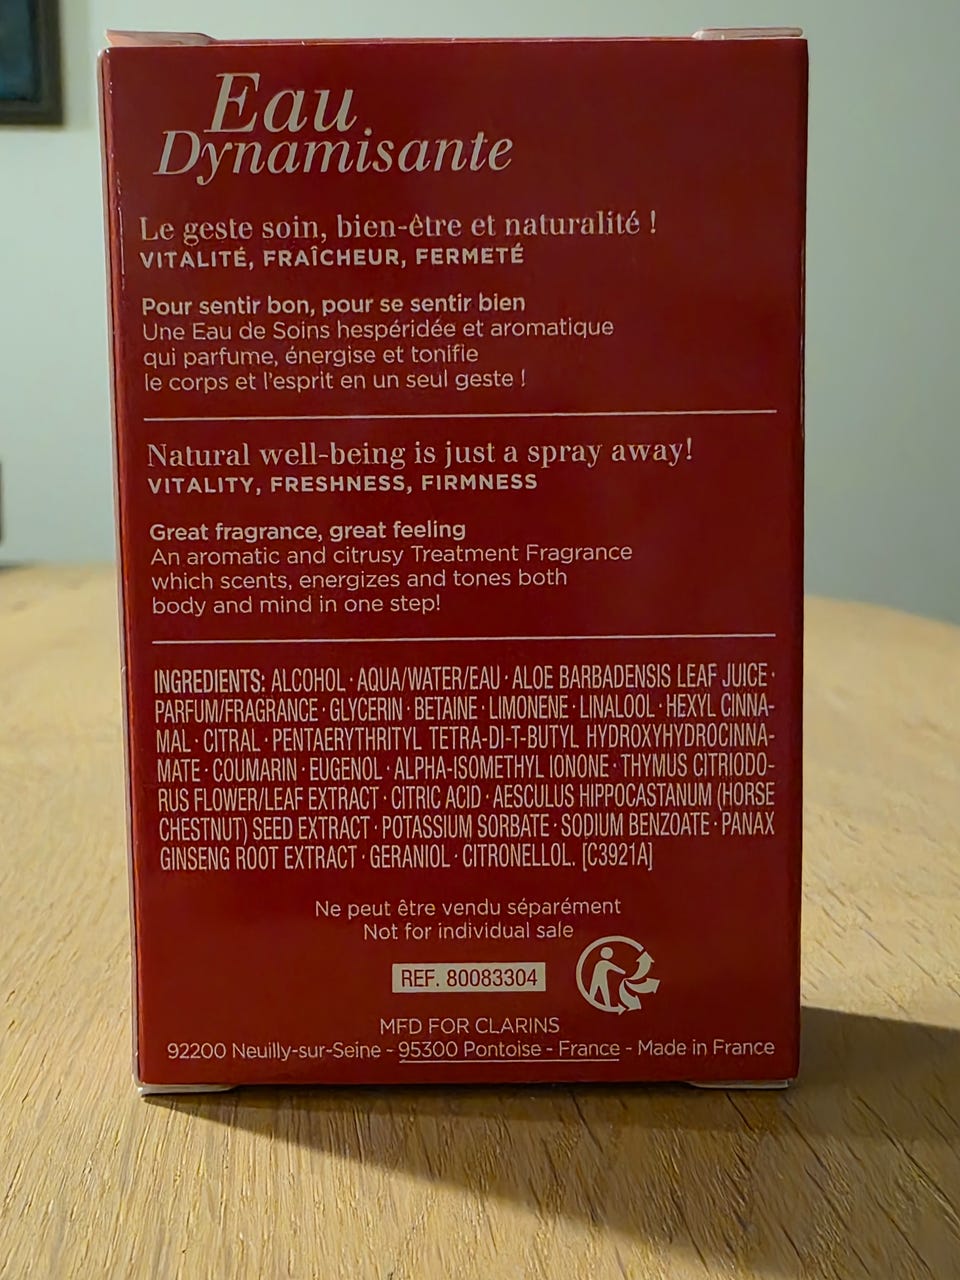 Eau
Dynamisante
Le geste soin, bien-être et naturalité !
VITALITÉ, FRAÎCHEUR, FERMETÉ
Pour sentir bon, pour se sentir bien
Une Eau de Soins hespéridée et aromatique
qui parfume, énergise et tonifie
le corps et l'esprit en un seul geste !
Natural well-being is just a spray away!
VITALITY, FRESHNESS, FIRMNESS
Great fragrance, great feeling
An aromatic and citrusy Treatment Fragrance
which scents, energizes and tones both
body and mind in one step!
INGREDIENTS: ALCOHOL · AQUA/WATER/EAU · ALOE BARBADENSIS LEAF JUICE ·
PARFUM/FRAGRANCE · GLYCERIN · BETAINE · LIMONENE · LINALOOL · HEXYL CINNA-
MAL · CITRAL · PENTAERYTHRITYL TETRA-DI-T-BUTYL HYDROXYHYDROCINNA-
MATE · COUMARIN · EUGENOL · ALPHA-ISOMETHYL IONONE · THYMUS CITRIODO-
RUS FLOWER/LEAF EXTRACT · CITRIC ACID · AESCULUS HIPPOCASTANUM (HORSE
CHESTNUT) SEED EXTRACT · POTASSIUM SORBATE · SODIUM BENZOATE · PANAX
GINSENG ROOT EXTRACT · GERANIOL · CITRONELLOL. [C3921A]
Ne peut être vendu séparément
Not for individual sale
REF. 80083304
MFD FOR CLARINS
92200 Neuilly-sur-Seine - 95300 Pontoise - France - Made in France